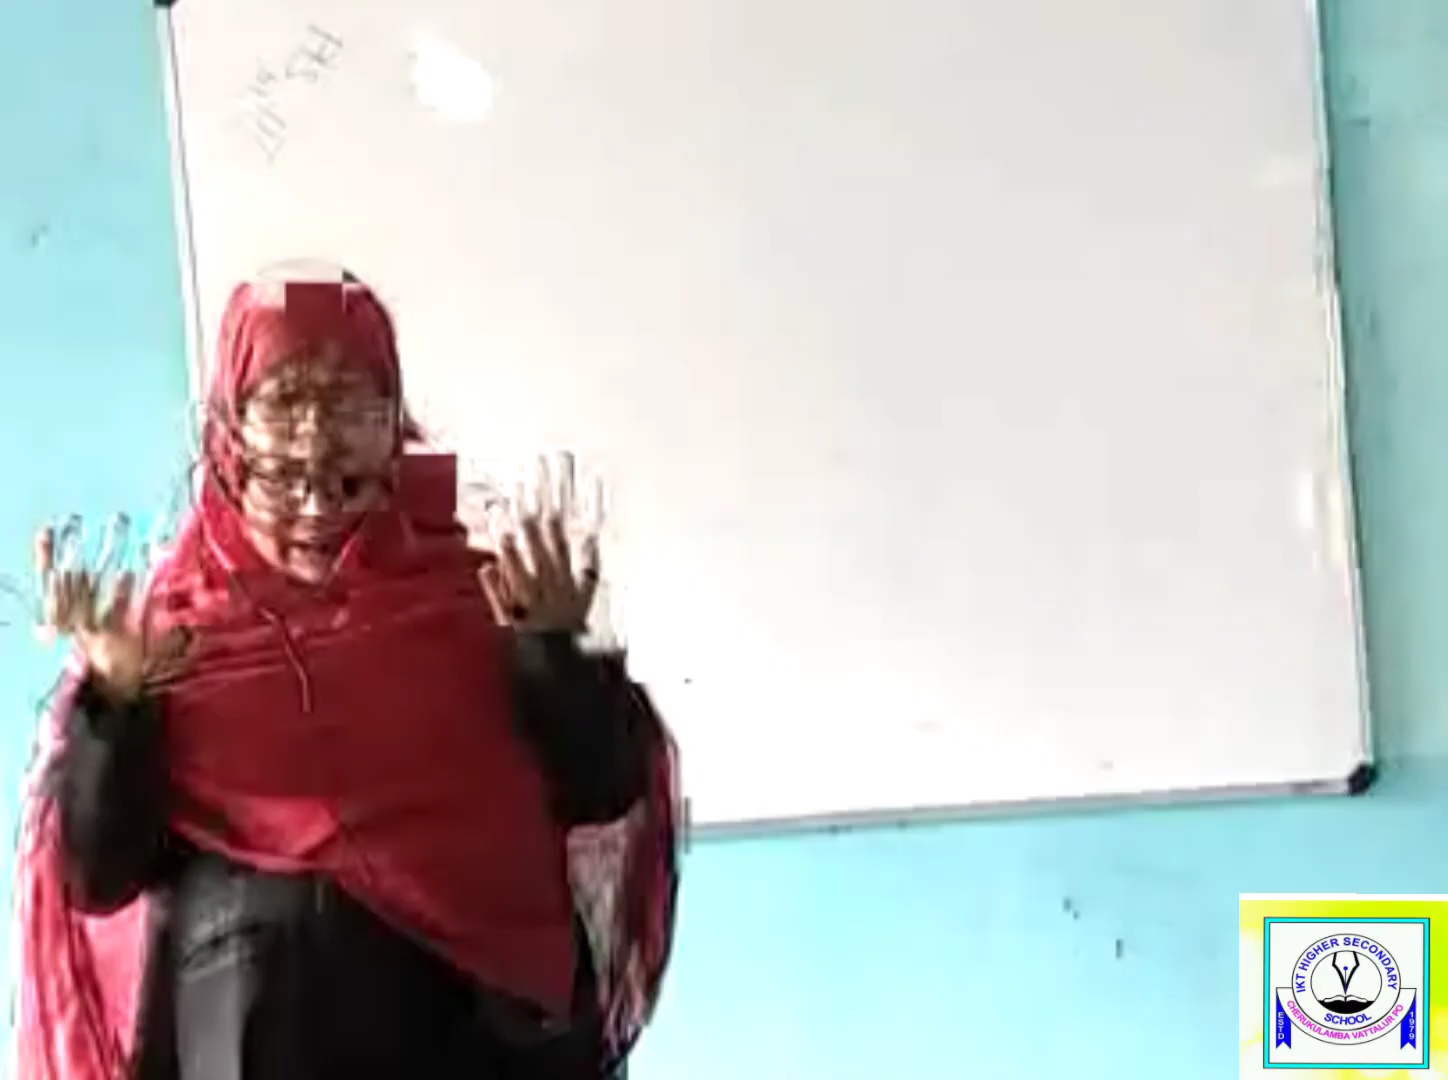 IKT HIGHER SECONDARY
SCHOOL
CHERUKULAMBA VATTALUR PO
ESTD
1979